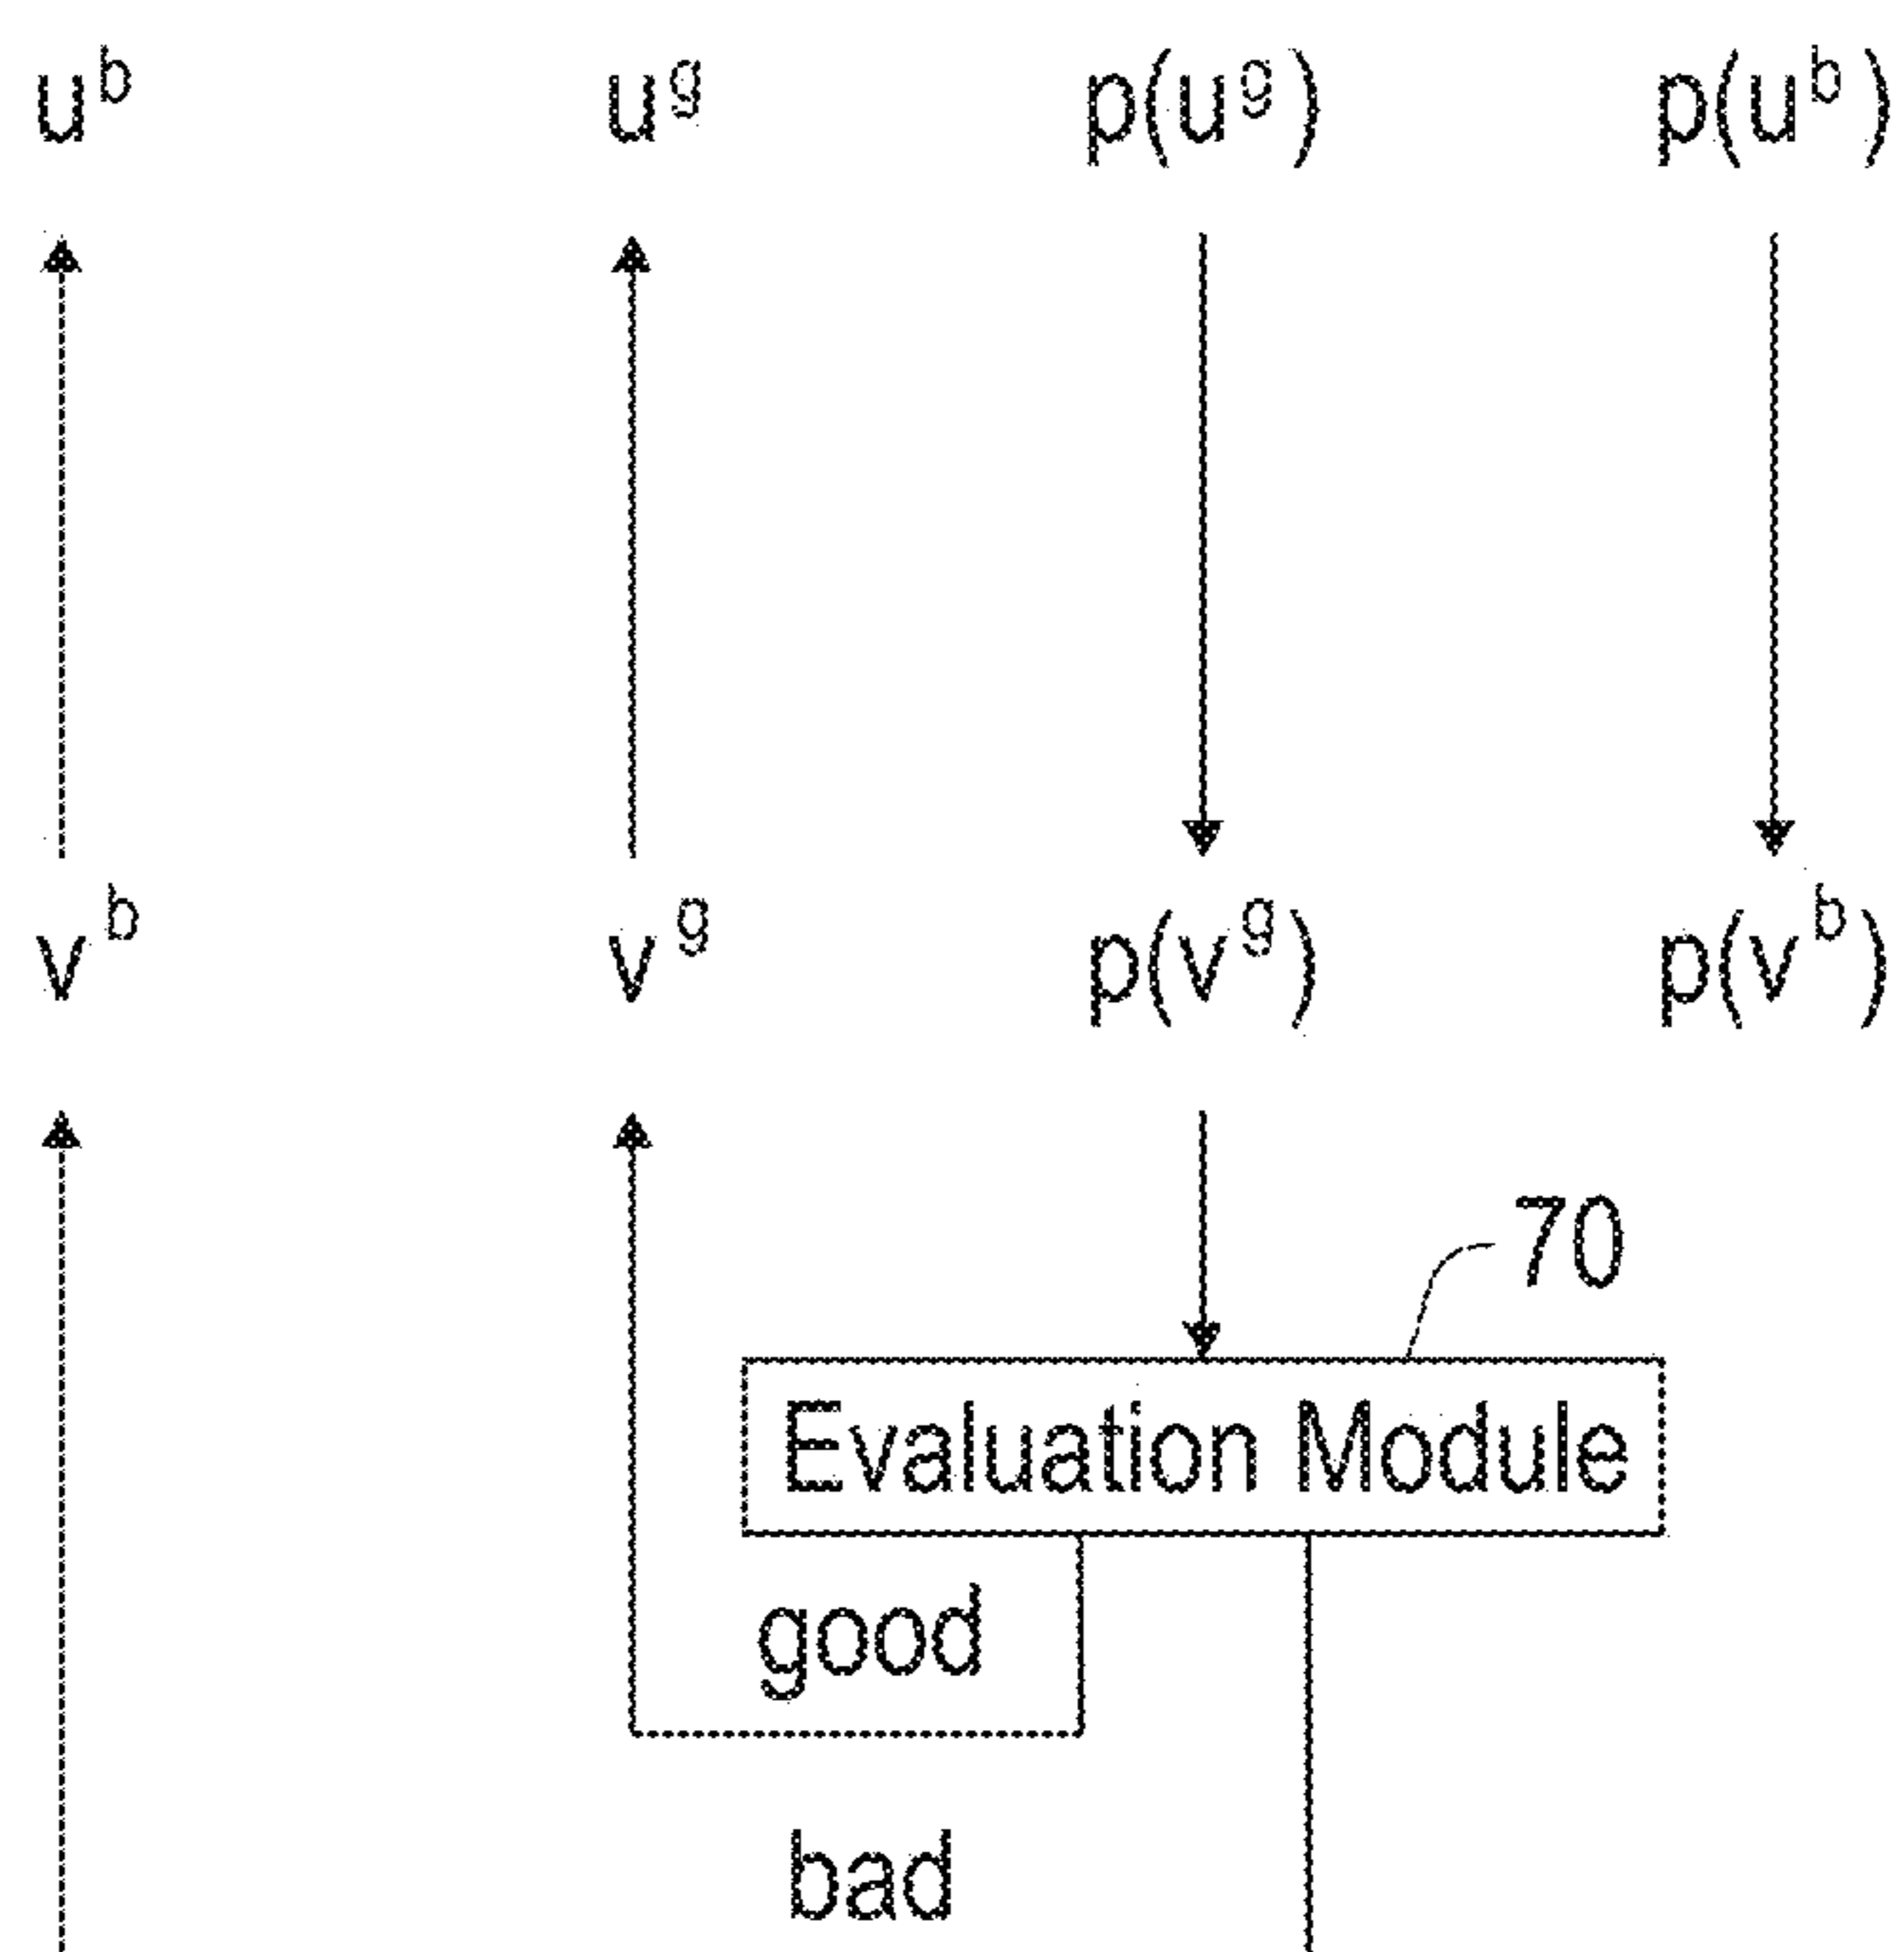 u^b u^g p(u^g) p(u^b)
v^b v^g p(v^g) p(v^b)
70
Evaluation Module
good
bad